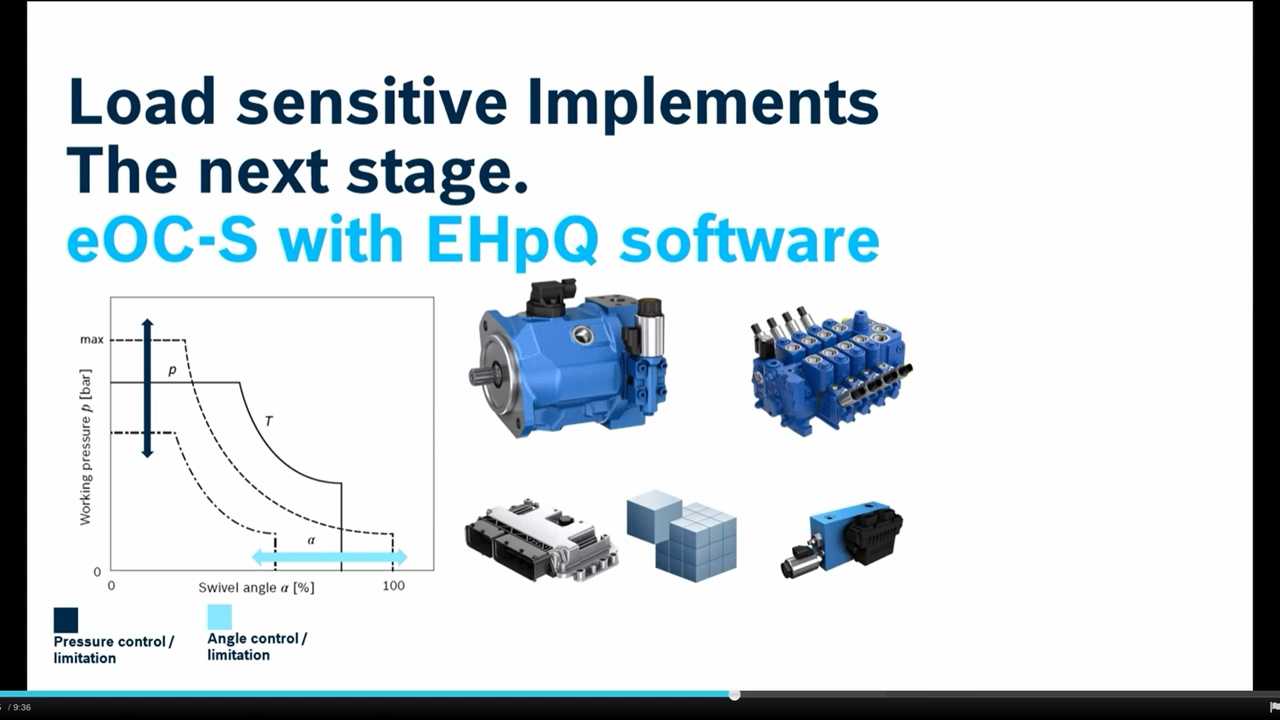 Load sensitive Implements
The next stage.
eOC-S with EHpQ software
max
p
T
Working pressure p [bar]
α
0
0
Swivel angle α [%]
100
Pressure control /
limitation
Angle control /
limitation
/ 9:36